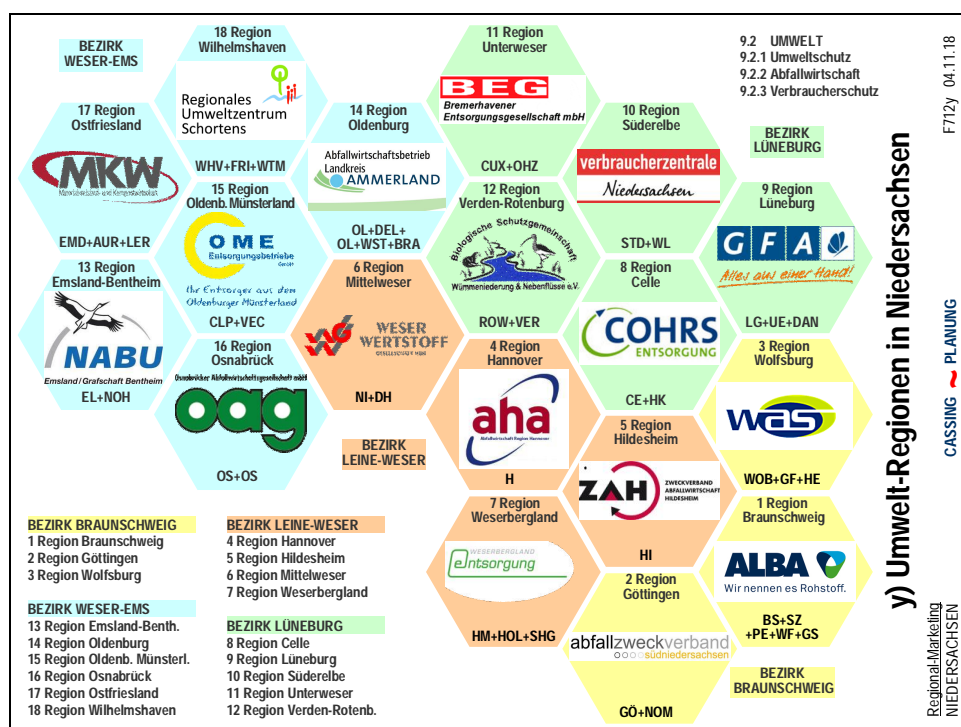 BEZIRK
WESER-EMS
18 Region
Wilhelmshaven
Regionales
Umweltzentrum
Schortens
WHV+FRI+WTM
11 Region
Unterweser
BEG
Bremerhavener
Entsorgungsgesellschaft mbH
CUX+OHZ
9.2 UMWELT
9.2.1 Umweltschutz
9.2.2 Abfallwirtschaft
9.2.3 Verbraucherschutz
17 Region
Ostfriesland
MKW
EMD+AUR+LER
14 Region
Oldenburg
Abfallwirtschaftsbetrieb
Landkreis
AMMERLAND
OL+DEL+
OL+WST+BRA
10 Region
Süderelbe
verbraucherzentrale
Niedersachsen
STD+WL
BEZIRK
LÜNEBURG
15 Region
Oldenb. Münsterland
OME
Entsorgungsbetriebe
GmbH
Ihr Entsorger aus dem
Oldenburger Münsterland
CLP+VEC
12 Region
Verden-Rotenburg
Biologische Schutzgemeinschaft
Wümmeniederung & Nebenflüsse e.V.
ROW+VER
9 Region
Lüneburg
GFA
Alles aus einer Hand!
LG+UE+DAN
13 Region
Emsland-Bentheim
NABU
Emsland/Grafschaft Bentheim
EL+NOH
6 Region
Mittelweser
WESER
WERTSTOFF
GESELLSCHAFT MBH
NI+DH
8 Region
Celle
COHRS
ENTSORGUNG
CE+HK
16 Region
Osnabrück
Osnabrücker Abfallwirtschaftsgesellschaft mbH
oag
OS+OS
4 Region
Hannover
aha
Abfallwirtschaft Region Hannover
H
3 Region
Wolfsburg
was
WOB+GF+HE
BEZIRK
LEINE-WESER
5 Region
Hildesheim
ZAH
ZWECKVERBAND
ABFALLWIRTSCHAFT
HILDESHEIM
HI
7 Region
Weserbergland
WESERBERGLAND
entsorgung
HM+HOL+SHG
1 Region
Braunschweig
ALBA
Wir nennen es Rohstoff.
BS+SZ
+PE+WF+GS
2 Region
Göttingen
abfallzweckverband
südniedersachsen
GÖ+NOM
BEZIRK
BRAUNSCHWEIG
BEZIRK BRAUNSCHWEIG
1 Region Braunschweig
2 Region Göttingen
3 Region Wolfsburg
BEZIRK WESER-EMS
13 Region Emsland-Benth.
14 Region Oldenburg
15 Region Oldenb. Münsterl.
16 Region Osnabrück
17 Region Ostfriesland
18 Region Wilhelmshaven
BEZIRK LEINE-WESER
4 Region Hannover
5 Region Hildesheim
6 Region Mittelweser
7 Region Weserbergland
BEZIRK LÜNEBURG
8 Region Celle
9 Region Lüneburg
10 Region Süderelbe
11 Region Unterweser
12 Region Verden-Rotenb.
y) Umwelt-Regionen in Niedersachsen
F712y 04.11.18
CASSING ~ PLANUNG
Regional-Marketing
NIEDERSACHSEN